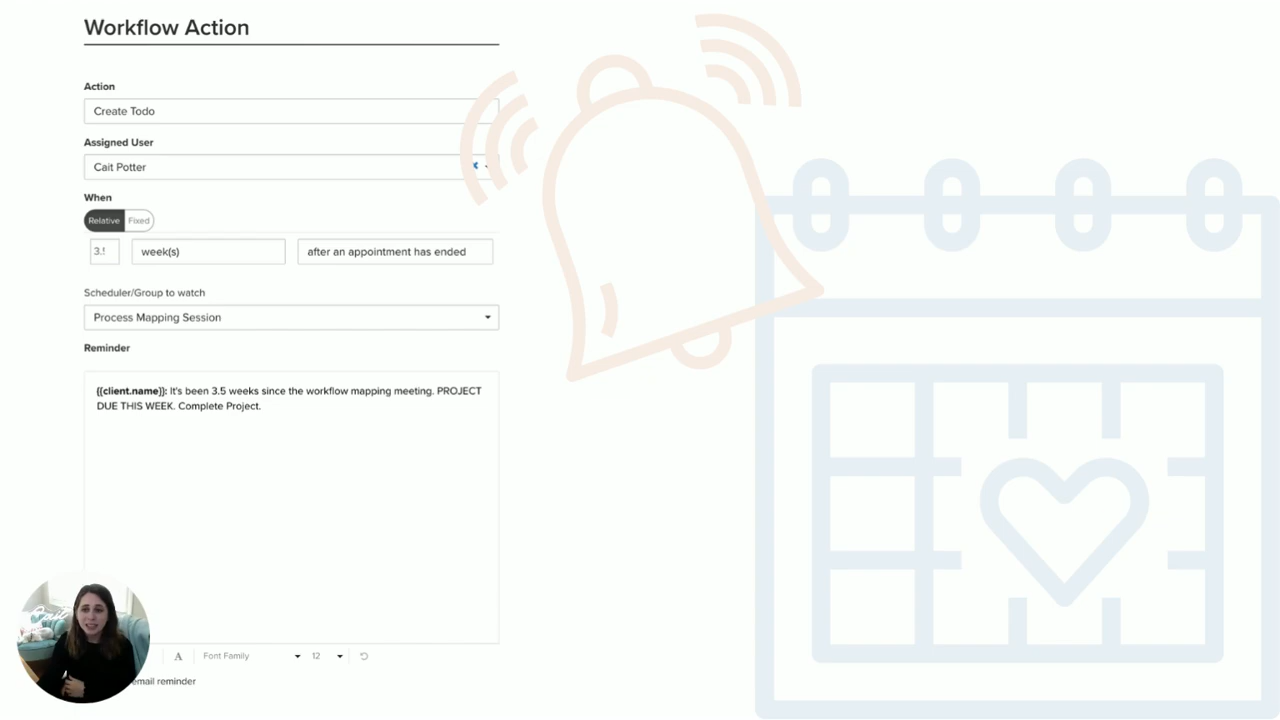 Workflow Action
Action
Create Todo
Assigned User
Cait Potter
When
Relative Fixed
3.5 week(s) after an appointment has ended
Scheduler/Group to watch
Process Mapping Session
Reminder
{{client.name}}: It's been 3.5 weeks since the workflow mapping meeting. PROJECT
DUE THIS WEEK. Complete Project.
A Font Family 12
email reminder